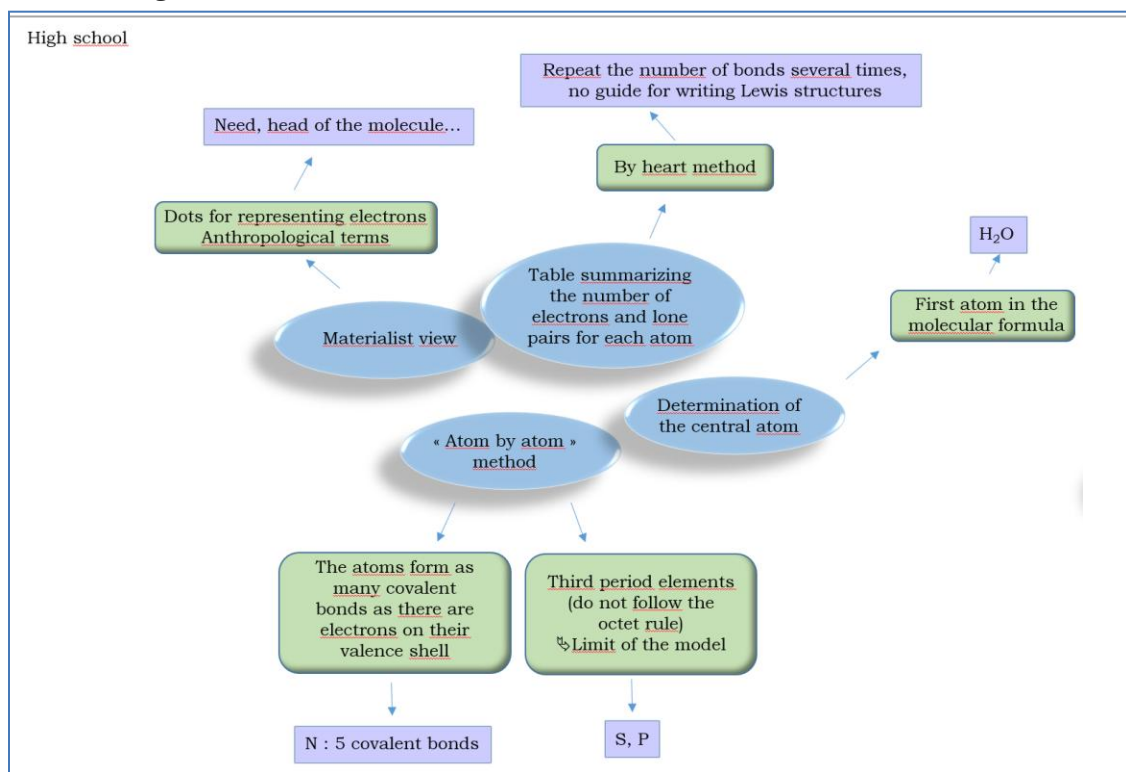 High school
Repeat the number of bonds several times,
no guide for writing Lewis structures
Need, head of the molecule...
By heart method
Dots for representing electrons
Anthropological terms
H₂O
Table summarizing
the number of
electrons and lone
pairs for each atom
First atom in the
molecular formula
Materialist view
Determination of
the central atom
« Atom by atom »
method
The atoms form as
many covalent
bonds as there are
electrons on their
valence shell
Third period elements
(do not follow the
octet rule)
↳Limit of the model
N : 5 covalent bonds
S, P